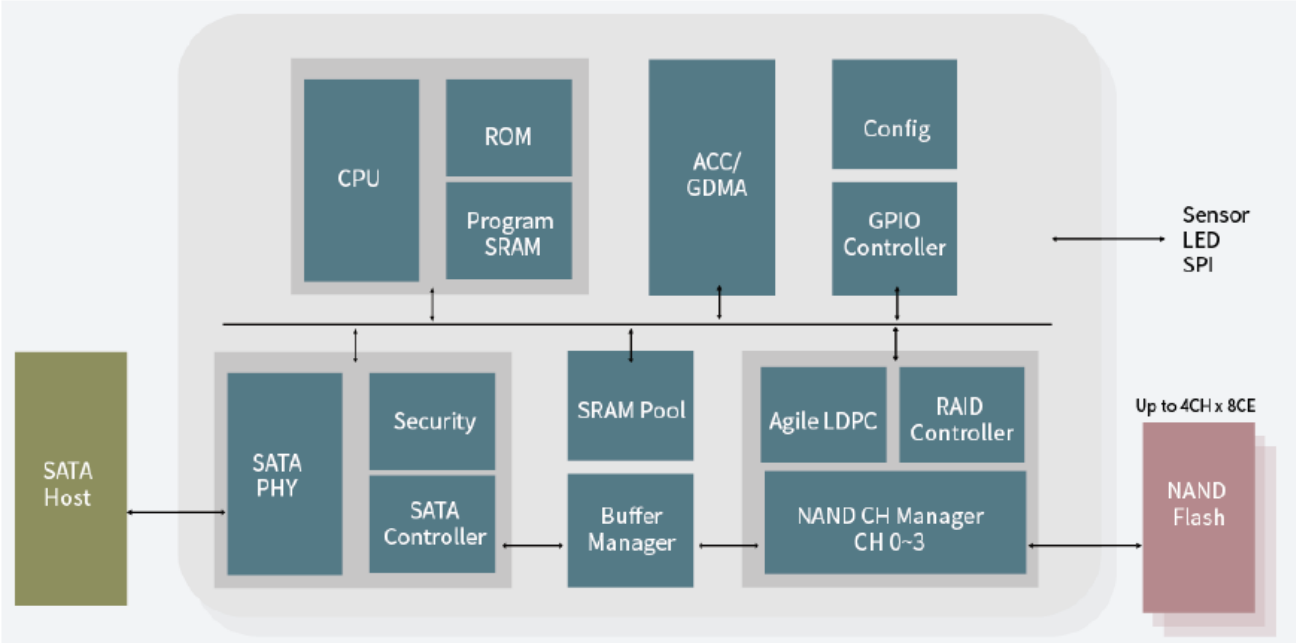 CPU
ROM
Program
SRAM
ACC/
GDMA
Config
GPIO
Controller
Sensor
LED
SPI
SATA
Host
SATA
PHY
Security
SATA
Controller
SRAM Pool
Buffer
Manager
Agile LDPC
RAID
Controller
NAND CH Manager
CH 0~3
Up to 4CH x 8CE
NAND
Flash